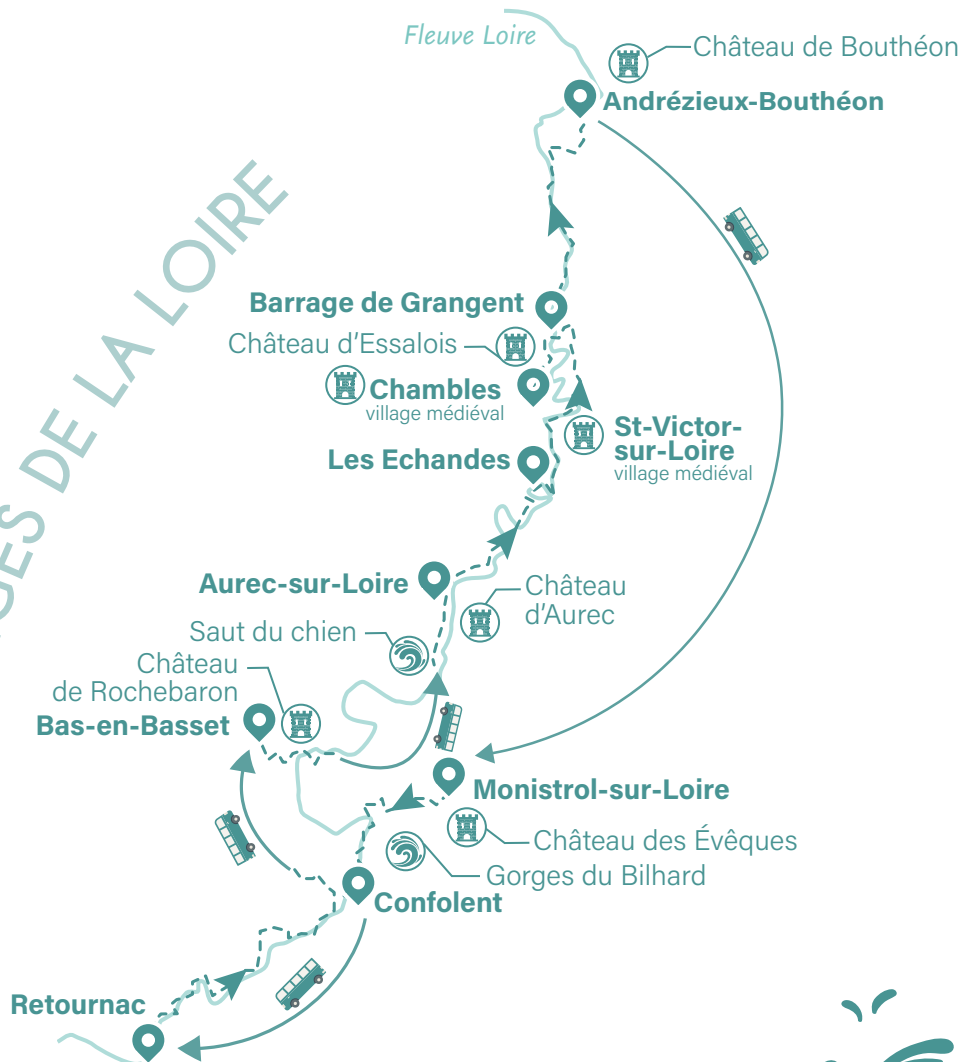 Fleuve Loire
Château de Bouthéon
Andrézieux-Bouthéon
DE LA LOIRE
Barrage de Grangent
Château d'Essalois
Chambles
village médiéval
St-Victor-
sur-Loire
village médiéval
Les Echandes
Aurec-sur-Loire
Château
d'Aurec
Saut du chien
Château
de Rochebaron
Bas-en-Basset
Monistrol-sur-Loire
Château des Évêques
Gorges du Bilhard
Confolent
Retournac